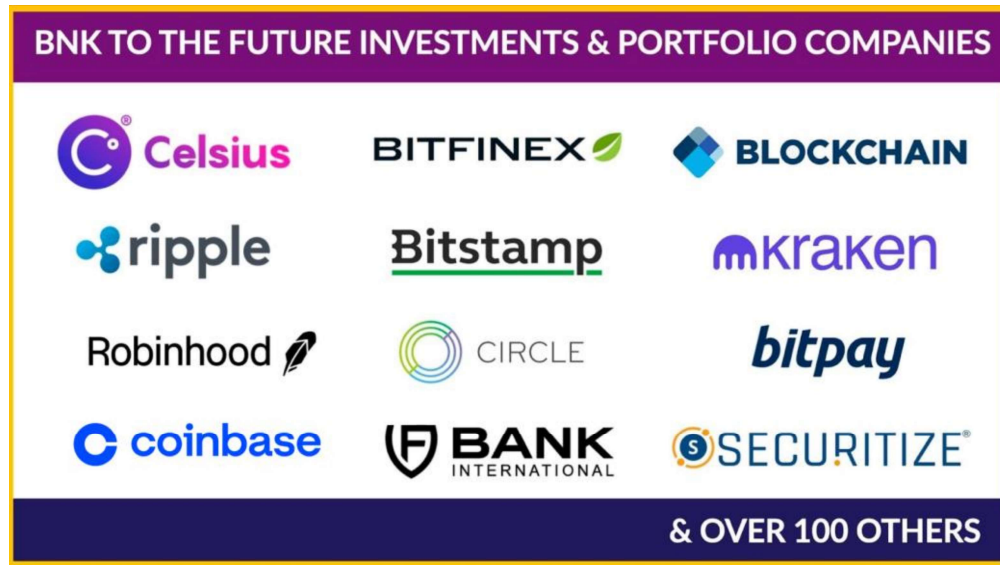 BNK TO THE FUTURE INVESTMENTS & PORTFOLIO COMPANIES
Celsius®
BITFINEX
BLOCKCHAIN
ripple
Bitstamp
mkraken
Robinhood
CIRCLE
bitpay
coinbase
F BANK
INTERNATIONAL
S SECURITIZE®
& OVER 100 OTHERS